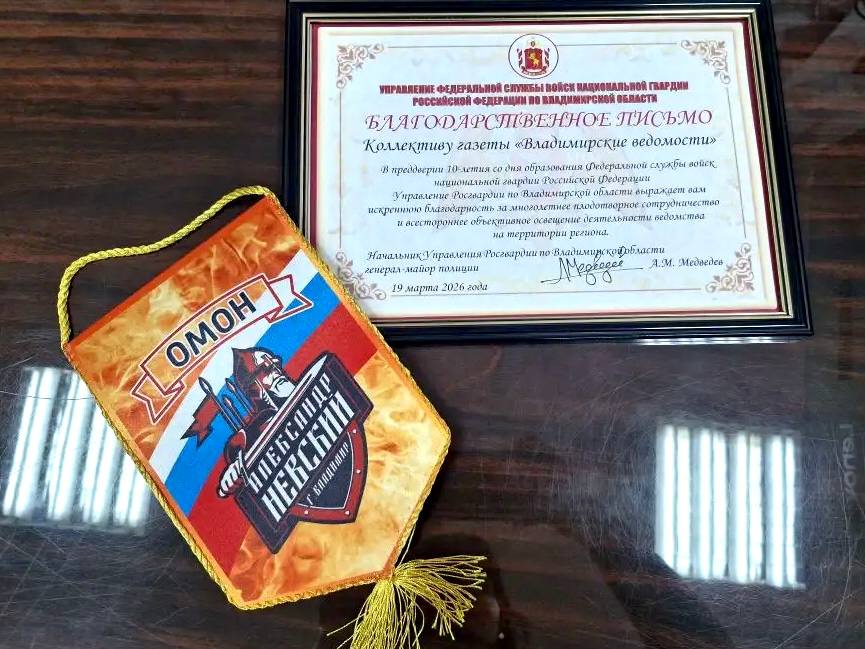 УПРАВЛЕНИЕ ФЕДЕРАЛЬНОЙ СЛУЖБЫ ВОЙСК НАЦИОНАЛЬНОЙ ГВАРДИИ
РОССИЙСКОЙ ФЕДЕРАЦИИ ПО ВЛАДИМИРСКОЙ ОБЛАСТИ
БЛАГОДАРСТВЕННОЕ ПИСЬМО
Коллективу газеты «Владимирские ведомости»
В преддверии 10-летия со дня образования Федеральной службы войск
национальной гвардии Российской Федерации
Управление Росгвардии по Владимирской области выражает вам
искреннюю благодарность за многолетнее плодотворное сотрудничество
и всестороннее объективное освещение деятельности ведомства
на территории региона.
Начальник Управления Росгвардии по Владимирской области
генерал-майор полиции А.М. Медведев
19 марта 2026 года
ОМОН
АЛЕКСАНДР
НЕВСКИЙ
Г. ВЛАДИМИР